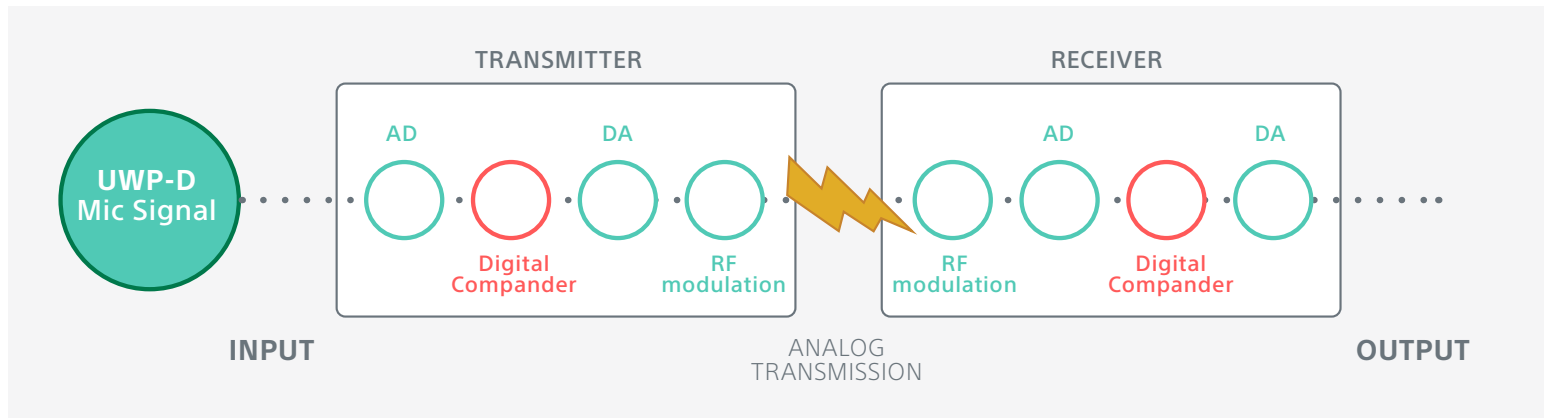 TRANSMITTER
RECEIVER
AD
DA
AD
DA
UWP-D
Mic Signal
Digital
Compander
RF
modulation
RF
modulation
Digital
Compander
INPUT
ANALOG
TRANSMISSION
OUTPUT